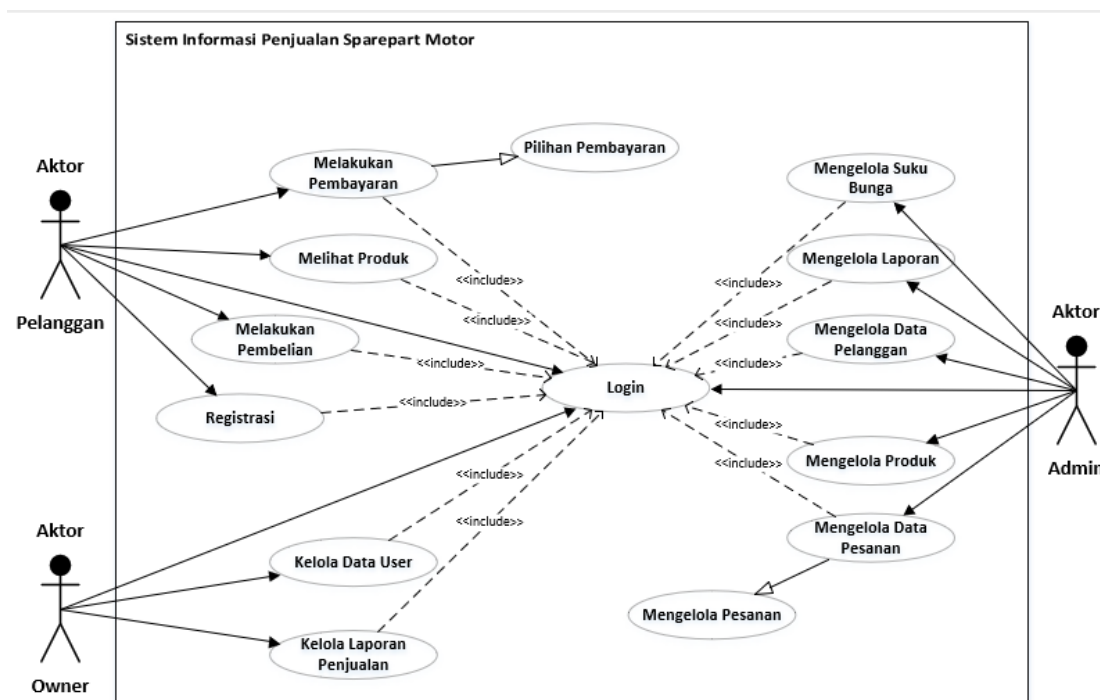 Sistem Informasi Penjualan Sparepart Motor
Aktor
Pelanggan
Melakukan
Pembayaran
Pilihan Pembayaran
Melihat Produk
Melakukan
Pembelian
Registrasi
<<include>>
<<include>>
<<include>>
<<include>>
Login
Mengelola Suku
Bunga
Mengelola Laporan
Mengelola Data
Pelanggan
Mengelola Produk
Mengelola Data
Pesanan
Mengelola Pesanan
<<include>>
<<include>>
<<include>>
<<include>>
<<include>>
Aktor
Admin
Aktor
Owner
Kelola Data User
Kelola Laporan
Penjualan
<<include>>
<<include>>